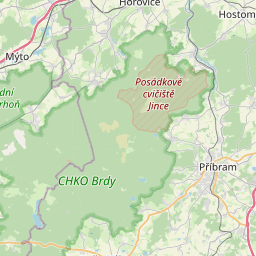 Hořovice
Hostom
Mýto
Posádkové
cvičiště
Jince
dní
rhoň
Příbram
CHKO Brdy